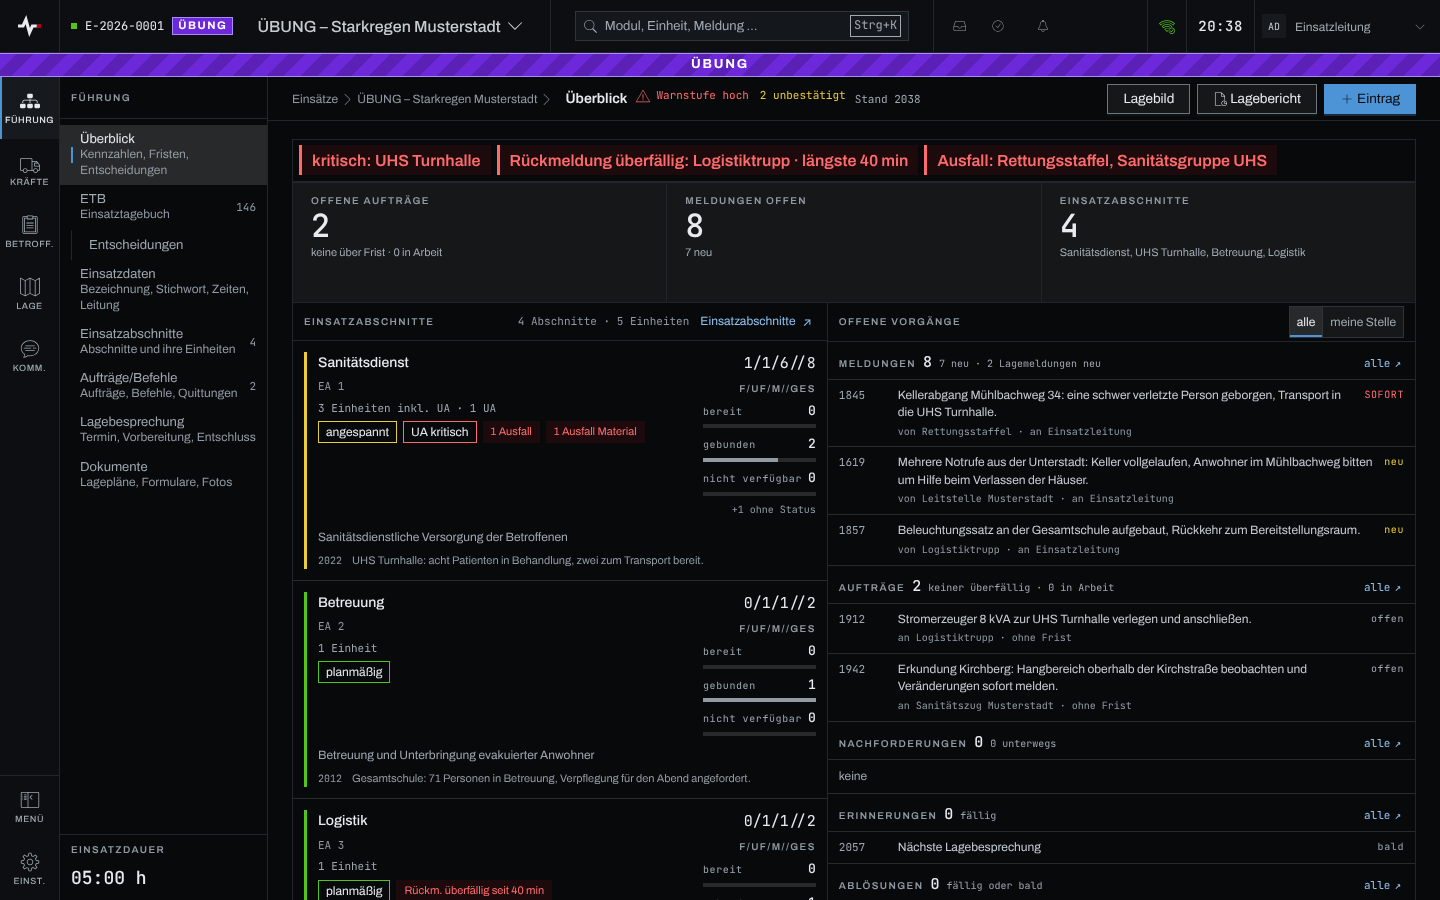 E-2026-0001 ÜBUNG ÜBUNG – Starkregen Musterstadt
Modul, Einheit, Meldung ... Strg+K
20:38 AD Einsatzleitung
ÜBUNG
FÜHRUNG
KRÄFTE
BETROFF.
LAGE
KOMM.
MENÜ
EINST.
FÜHRUNG
Überblick
Kennzahlen, Fristen,
Entscheidungen
ETB
Einsatztagebuch 146
Entscheidungen
Einsatzdaten
Bezeichnung, Stichwort, Zeiten,
Leitung
Einsatzabschnitte
Abschnitte und ihre Einheiten 4
Aufträge/Befehle
Aufträge, Befehle, Quittungen 2
Lagebesprechung
Termin, Vorbereitung, Entschluss
Dokumente
Lagepläne, Formulare, Fotos
EINSATZDAUER
05:00 h
Einsätze > ÜBUNG – Starkregen Musterstadt > Überblick Warnstufe hoch 2 unbestätigt Stand 2038
Lagebild Lagebericht + Eintrag
kritisch: UHS Turnhalle Rückmeldung überfällig: Logistiktrupp · längste 40 min Ausfall: Rettungsstaffel, Sanitätsgruppe UHS
OFFENE AUFTRÄGE
2
keine über Frist · 0 in Arbeit
MELDUNGEN OFFEN
8
7 neu
EINSATZABSCHNITTE
4
Sanitätsdienst, UHS Turnhalle, Betreuung, Logistik
EINSATZABSCHNITTE 4 Abschnitte · 5 Einheiten Einsatzabschnitte ↗
Sanitätsdienst 1/1/6//8
EA 1 F/UF/M//GES
3 Einheiten inkl. UA · 1 UA
angespannt UA kritisch 1 Ausfall 1 Ausfall Material
bereit 0
gebunden 2
nicht verfügbar 0
+1 ohne Status
Sanitätsdienstliche Versorgung der Betroffenen
2022 UHS Turnhalle: acht Patienten in Behandlung, zwei zum Transport bereit.
Betreuung 0/1/1//2
EA 2 F/UF/M//GES
1 Einheit
planmäßig
bereit 0
gebunden 1
nicht verfügbar 0
Betreuung und Unterbringung evakuierter Anwohner
2012 Gesamtschule: 71 Personen in Betreuung, Verpflegung für den Abend angefordert.
Logistik 0/1/1//2
EA 3 F/UF/M//GES
1 Einheit
planmäßig Rückm. überfällig seit 40 min
bereit 0
OFFENE VORGÄNGE alle meine Stelle
MELDUNGEN 8 7 neu · 2 Lagemeldungen neu alle ↗
1845 Kellerabgang Mühlbachweg 34: eine schwer verletzte Person geborgen, Transport in SOFORT
die UHS Turnhalle.
von Rettungsstaffel · an Einsatzleitung
1619 Mehrere Notrufe aus der Unterstadt: Keller vollgelaufen, Anwohner im Mühlbachweg bitten neu
um Hilfe beim Verlassen der Häuser.
von Leitstelle Musterstadt · an Einsatzleitung
1857 Beleuchtungssatz an der Gesamtschule aufgebaut, Rückkehr zum Bereitstellungsraum. neu
von Logistiktrupp · an Einsatzleitung
AUFTRÄGE 2 keiner überfällig · 0 in Arbeit alle ↗
1912 Stromerzeuger 8 kVA zur UHS Turnhalle verlegen und anschließen. offen
an Logistiktrupp · ohne Frist
1942 Erkundung Kirchberg: Hangbereich oberhalb der Kirchstraße beobachten und offen
Veränderungen sofort melden.
an Sanitätszug Musterstadt · ohne Frist
NACHFORDERUNGEN 0 0 unterwegs alle ↗
keine
ERINNERUNGEN 0 fällig alle ↗
2057 Nächste Lagebesprechung bald
ABLÖSUNGEN 0 fällig oder bald alle ↗